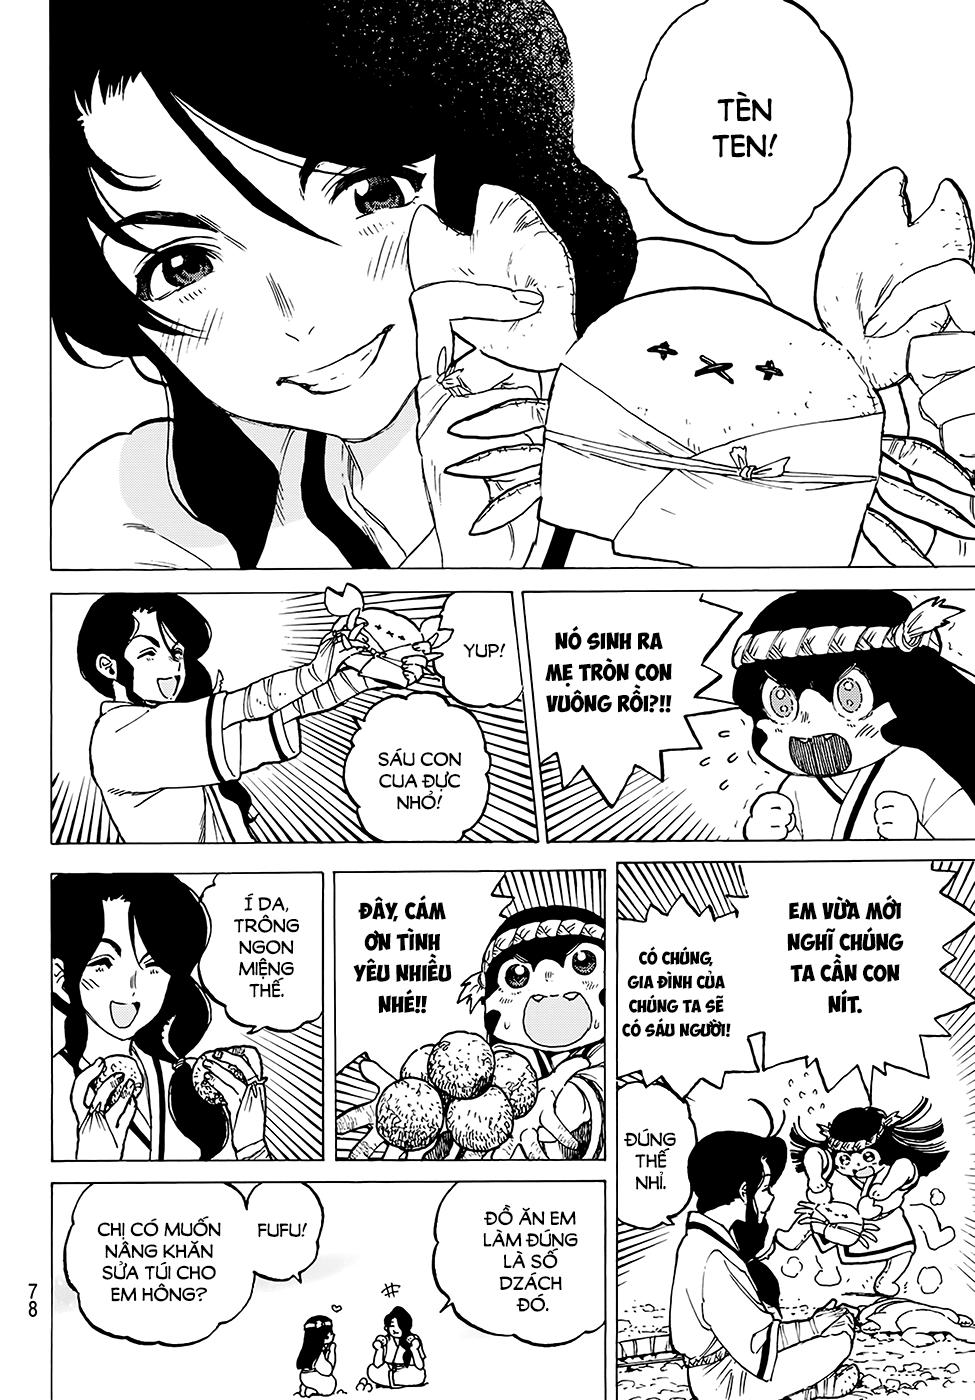 TÈN
TEN!
NÓ SINH RA
MẸ TRÒN CON
VUÔNG RỒI?!!
YUP!
SÁU CON
CUA ĐỰC
NHỎ!
EM VỪA MỚI
NGHĨ CHÚNG
TA CẦN CON
NÍT.
CÓ CHÚNG,
GIA ĐÌNH CỦA
CHÚNG TA SẼ
CÓ SÁU NGƯỜI!
ĐÚNG
THẾ
NHỈ.
ĐÂY, CÁM
ƠN TÌNH
YÊU NHIỀU
NHÉ!!
Í DA,
TRÔNG
NGON
MIỆNG
THẾ.
ĐỒ ĂN EM
LÀM ĐÚNG
LÀ SỐ
DZÁCH
ĐÓ.
FUFU!
CHỊ CÓ MUỐN
NÂNG KHĂN
SỬA TÚI CHO
EM HÔNG?
78